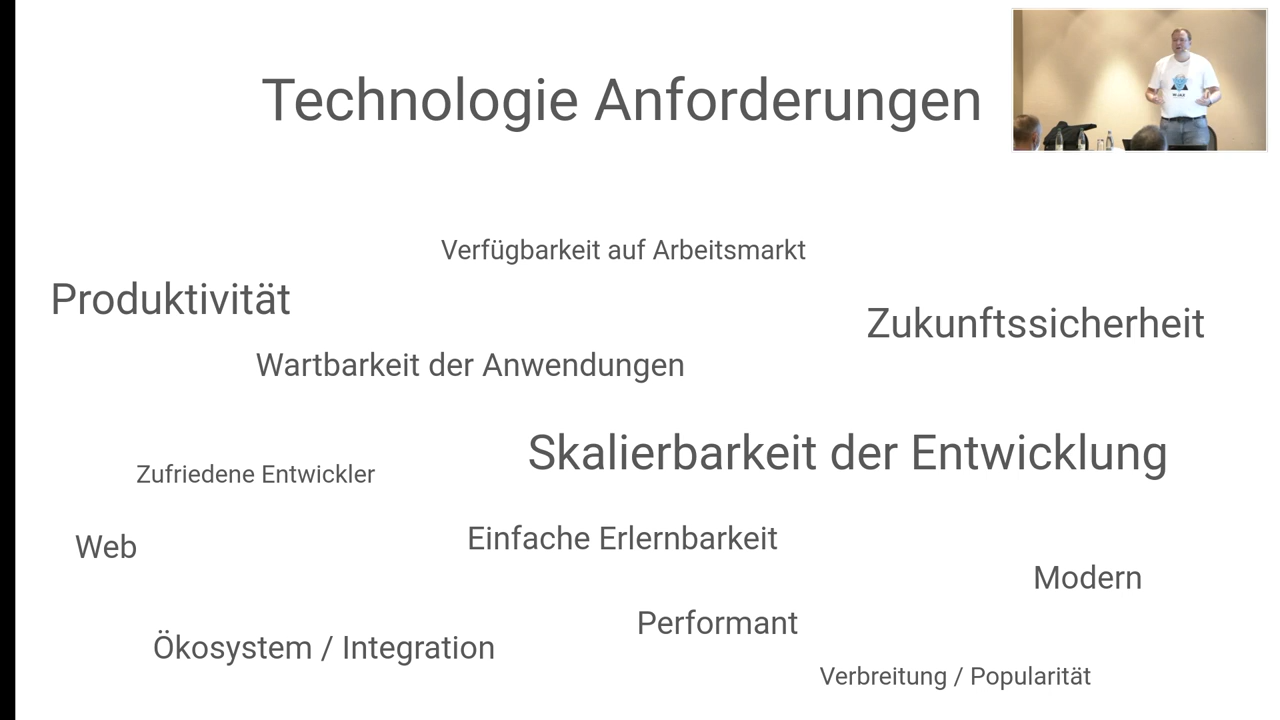 Technologie Anforderungen
Verfügbarkeit auf Arbeitsmarkt
Produktivität
Zukunftssicherheit
Wartbarkeit der Anwendungen
Skalierbarkeit der Entwicklung
Zufriedene Entwickler
Einfache Erlernbarkeit
Web
Modern
Performant
Ökosystem / Integration
Verbreitung / Popularität